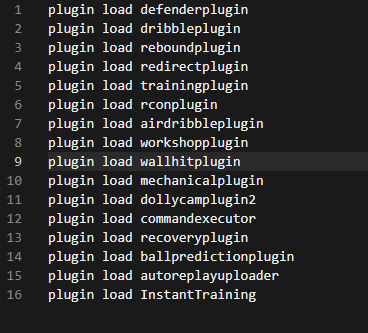 1 plugin load defenderplugin
2 plugin load dribbleplugin
3 plugin load reboundplugin
4 plugin load redirectplugin
5 plugin load trainingplugin
6 plugin load rconplugin
7 plugin load airdribbleplugin
8 plugin load workshopplugin
9 plugin load wallhitplugin
10 plugin load mechanicalplugin
11 plugin load dollycamplugin2
12 plugin load commandexecutor
13 plugin load recoveryplugin
14 plugin load ballpredictionplugin
15 plugin load autoreplayuploader
16 plugin load InstantTraining